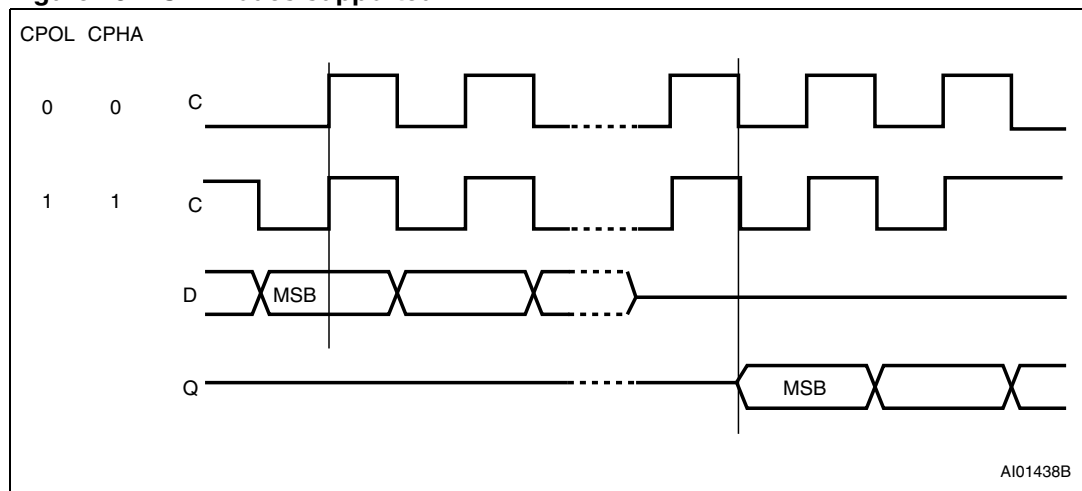 CPOL CPHA
0 0 C
1 1 C
D MSB
Q MSB
AI01438B